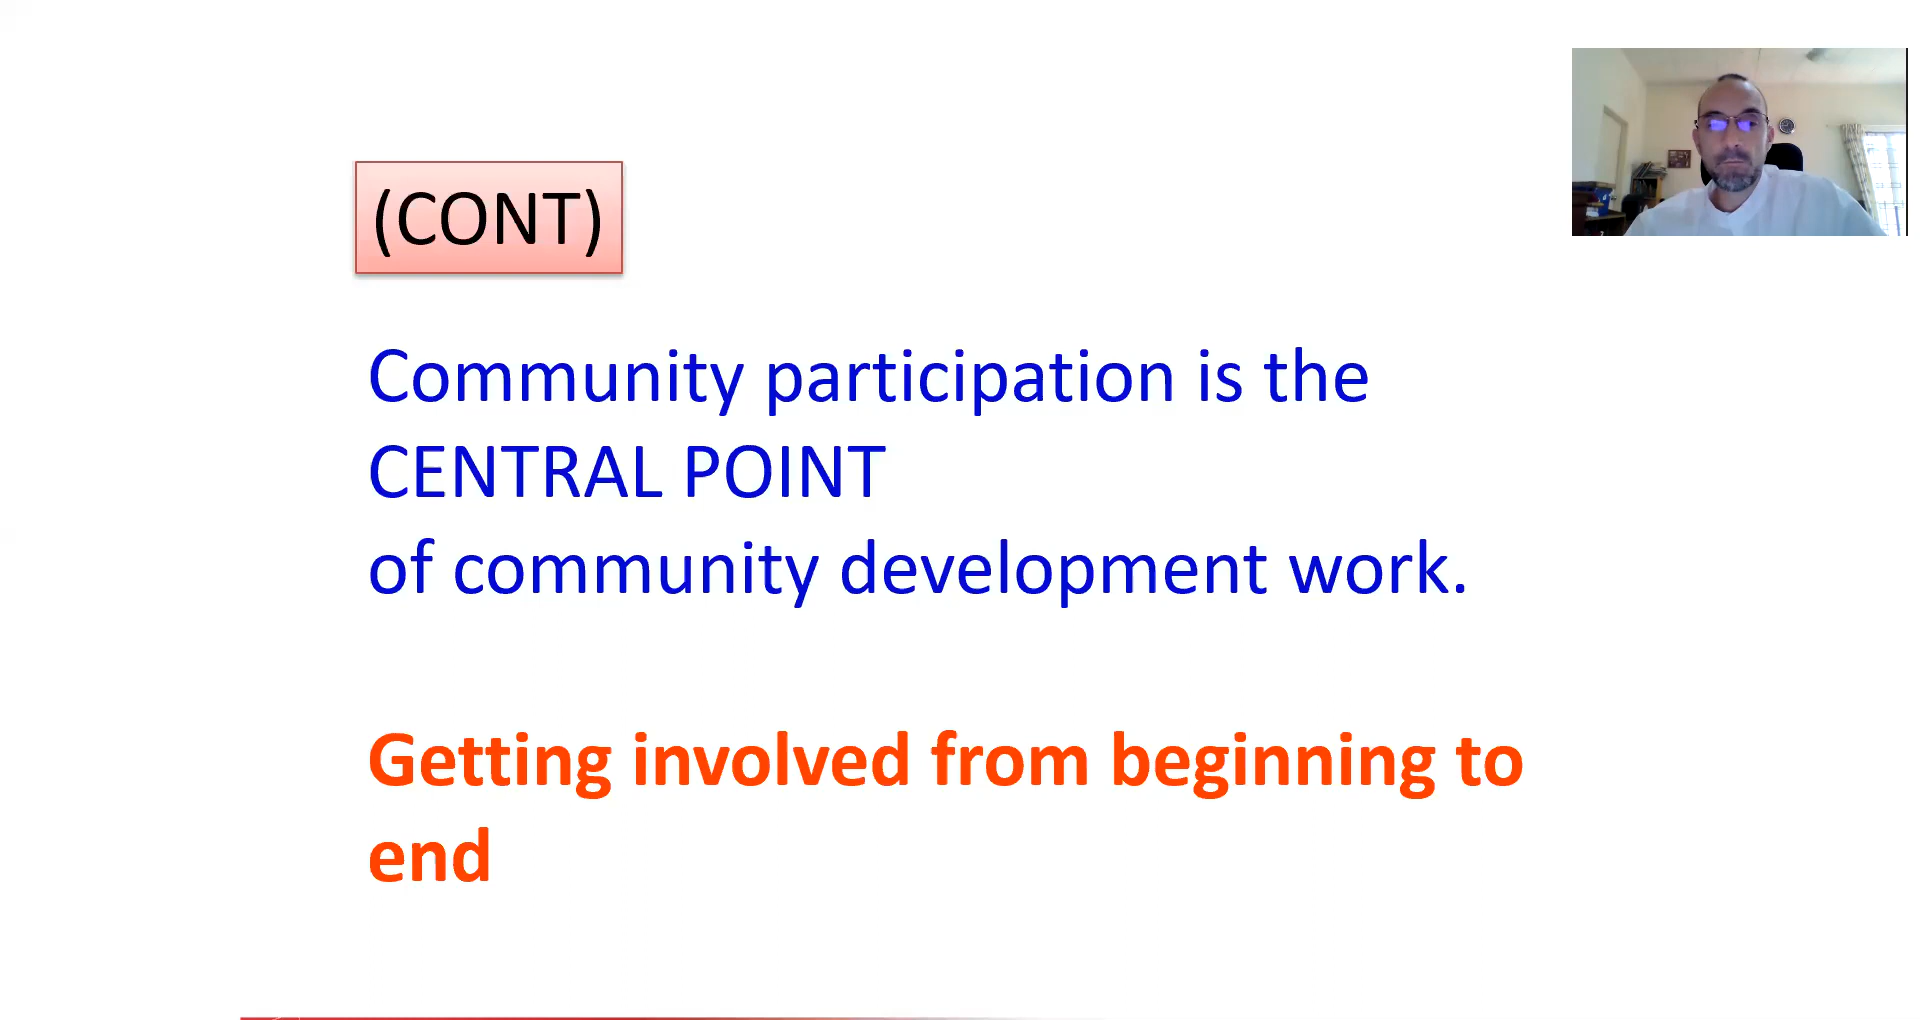 (CONT)
Community participation is the
CENTRAL POINT
of community development work.
Getting involved from beginning to
end